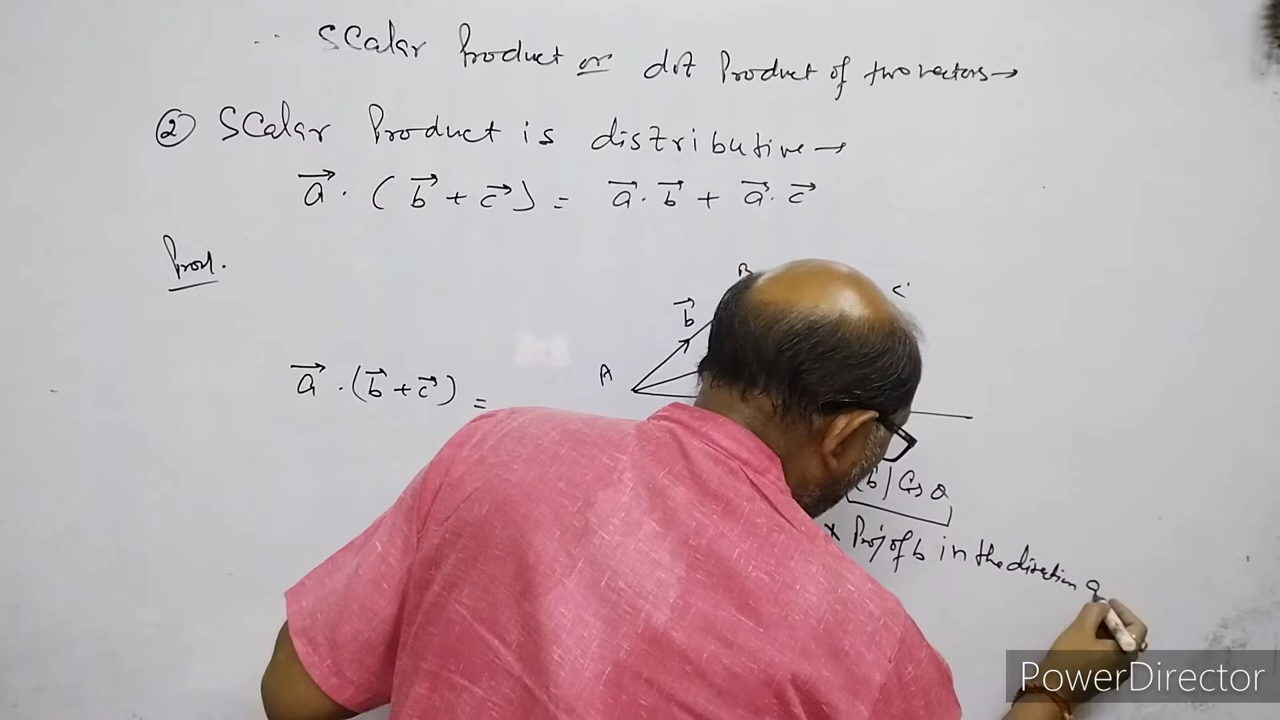 Scalar Product or dot Product of two vectors →
② Scalar Product is distributive →
a⃗ . ( b⃗ + c⃗ ) = a⃗ . b⃗ + a⃗ . c⃗
Proof.
B
C
b⃗
A
a⃗ . (b⃗ + c⃗) =
b| Cos θ
x Proj of b in the direction a
PowerDirector